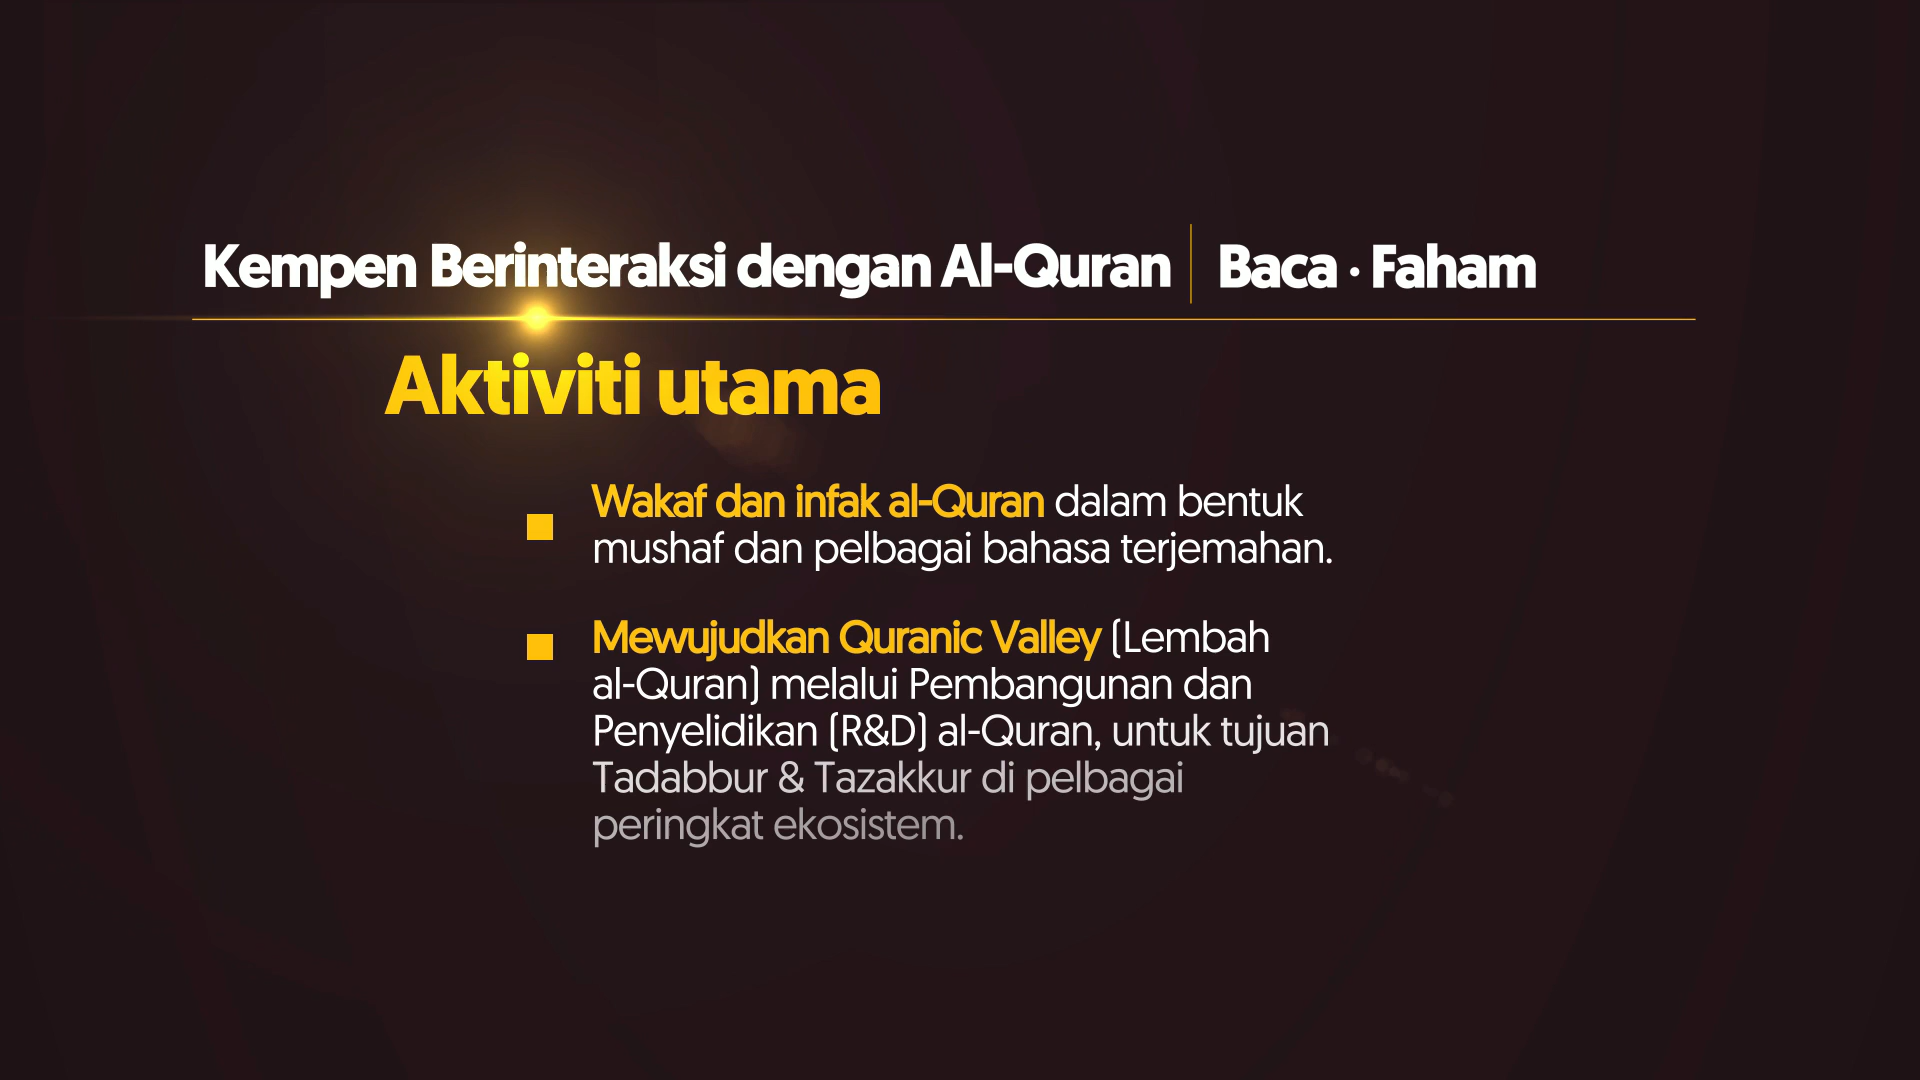 Kempen Berinteraksi dengan Al-Quran Baca · Faham
Aktiviti utama
Wakaf dan infak al-Quran dalam bentuk
mushaf dan pelbagai bahasa terjemahan.
Mewujudkan Quranic Valley (Lembah
al-Quran) melalui Pembangunan dan
Penyelidikan (R&D) al-Quran, untuk tujuan
Tadabbur & Tazakkur di pelbagai
peringkat ekosistem.